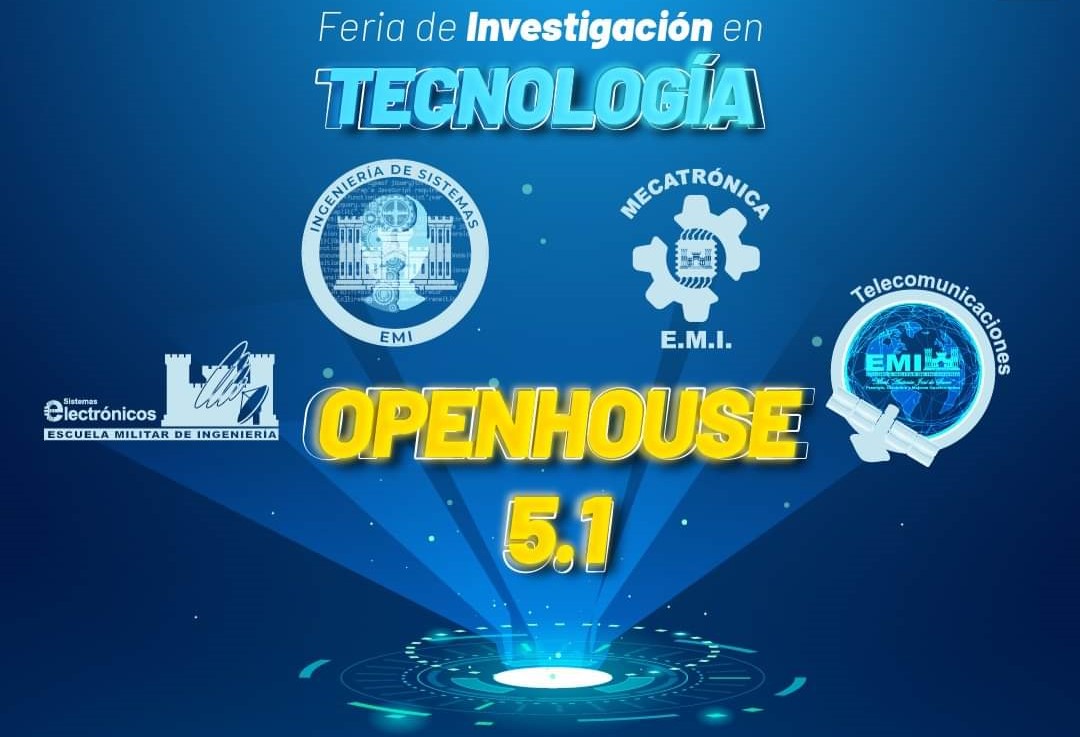 Feria de Investigación en
TECNOLOGÍA
INGENIERÍA DE SISTEMAS
EMI
MECATRÓNICA
E.M.I.
Telecomunicaciones
EMI
Sistemas
electrónicos
ESCUELA MILITAR DE INGENIERÍA
OPENHOUSE
5.1